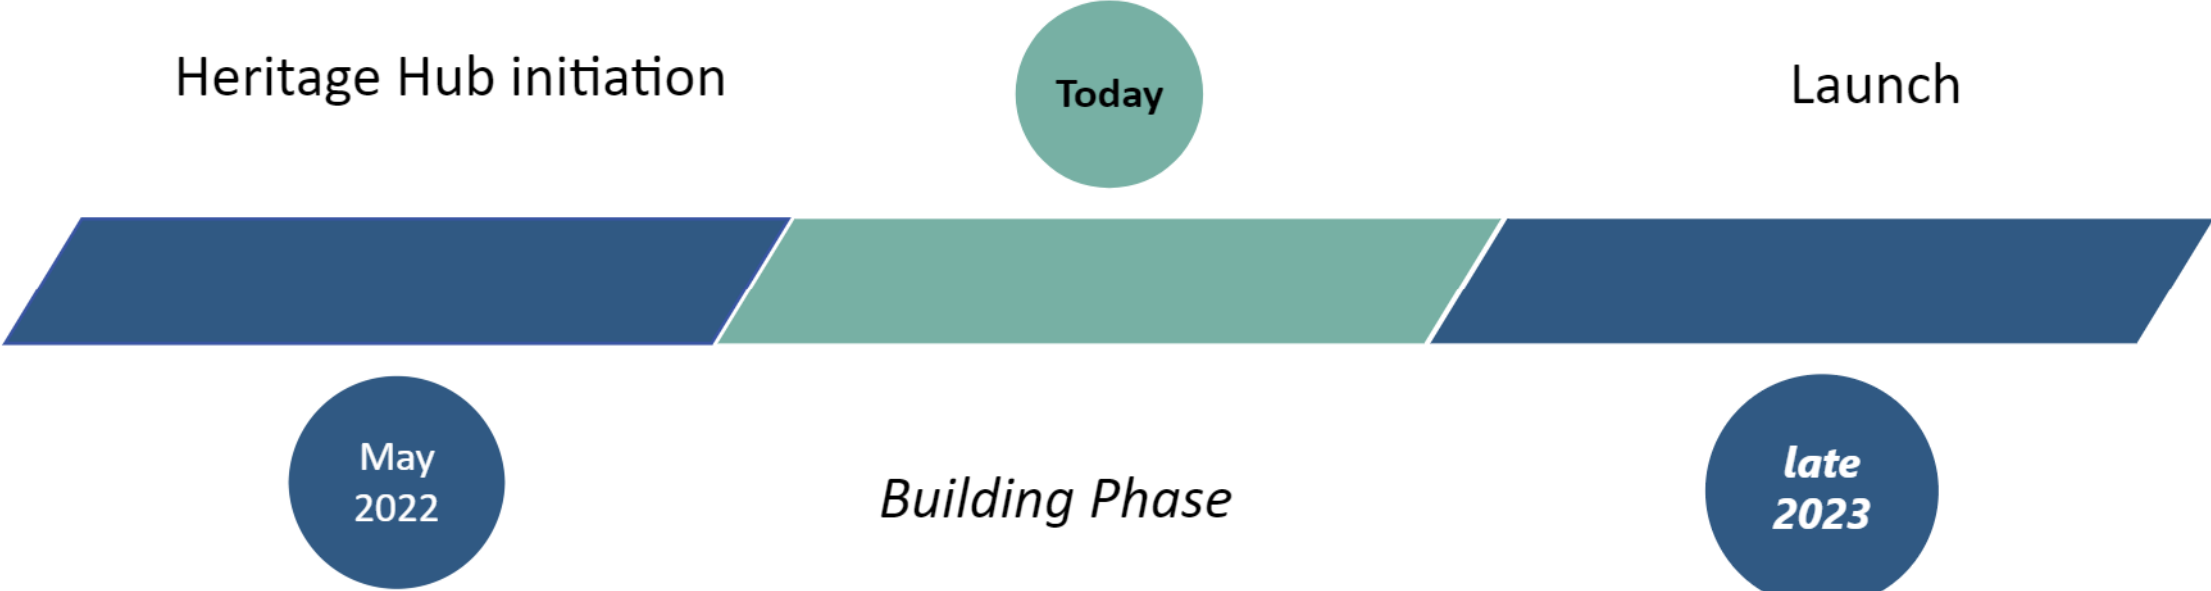 Heritage Hub initiation
Today
Launch
May
2022
Building Phase
late
2023